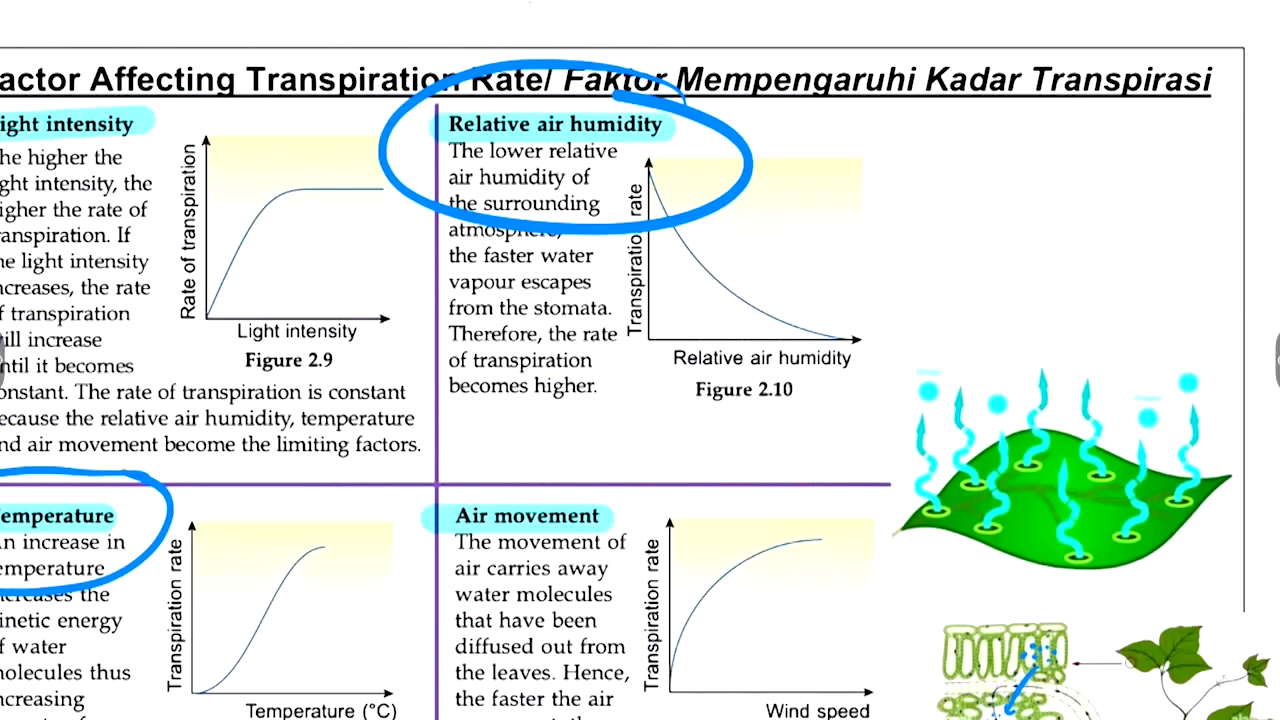 actor Affecting Transpiration Rate/ Faktor Mempengaruhi Kadar Transpirasi
ight intensity
he higher the
ght intensity, the
igher the rate of
ranspiration. If
he light intensity
ncreases, the rate
f transpiration
ill increase
ntil it becomes
onstant. The rate of transpiration is constant
ecause the relative air humidity, temperature
nd air movement become the limiting factors.
Rate of transpiration
Light intensity
Figure 2.9
Relative air humidity
The lower relative
air humidity of
the surrounding
atmosphere,
the faster water
vapour escapes
from the stomata.
Therefore, the rate
of transpiration
becomes higher.
Transpiration rate
Relative air humidity
Figure 2.10
emperature
n increase in
emperature
ncreases the
inetic energy
f water
olecules thus
ncreasing
Transpiration rate
Temperature (°C)
Air movement
The movement of
air carries away
water molecules
that have been
diffused out from
the leaves. Hence,
the faster the air
Transpiration rate
Wind speed